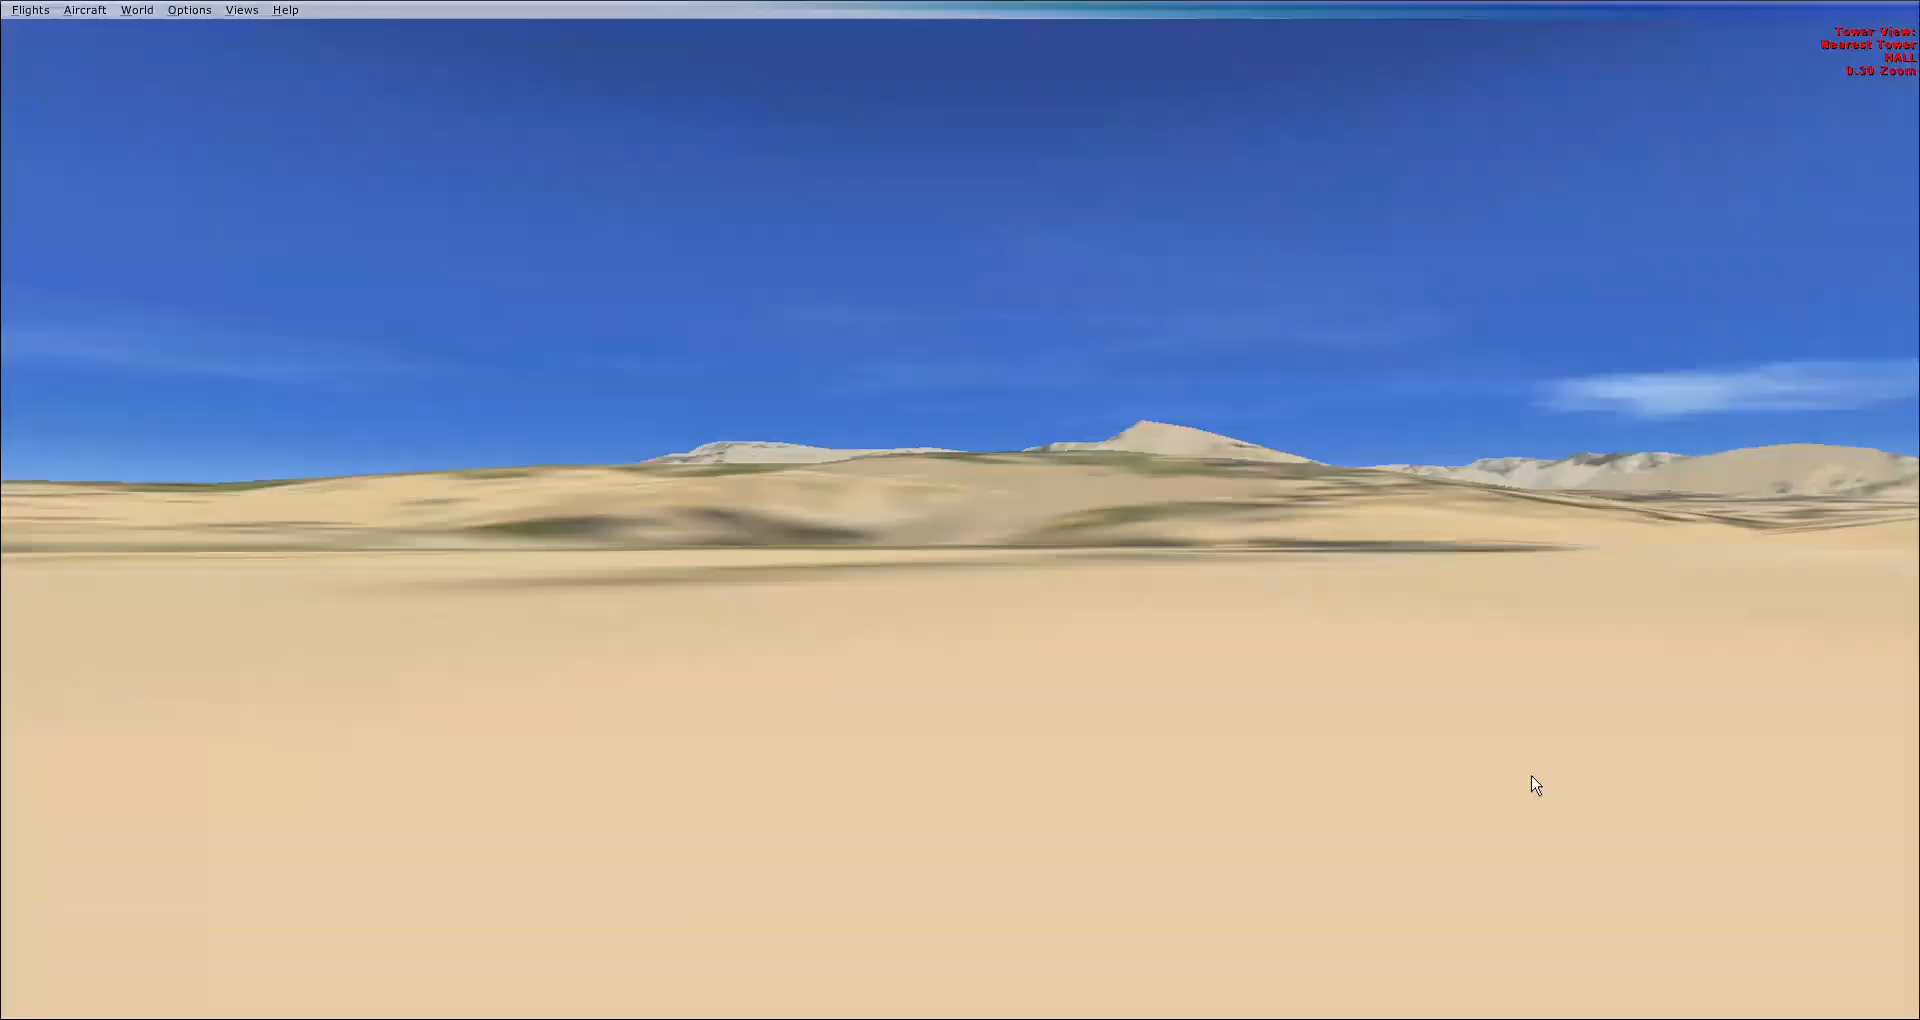 Flights Aircraft World Options Views Help
Tower View:
Nearest Tower
HALL
0.30 Zoom